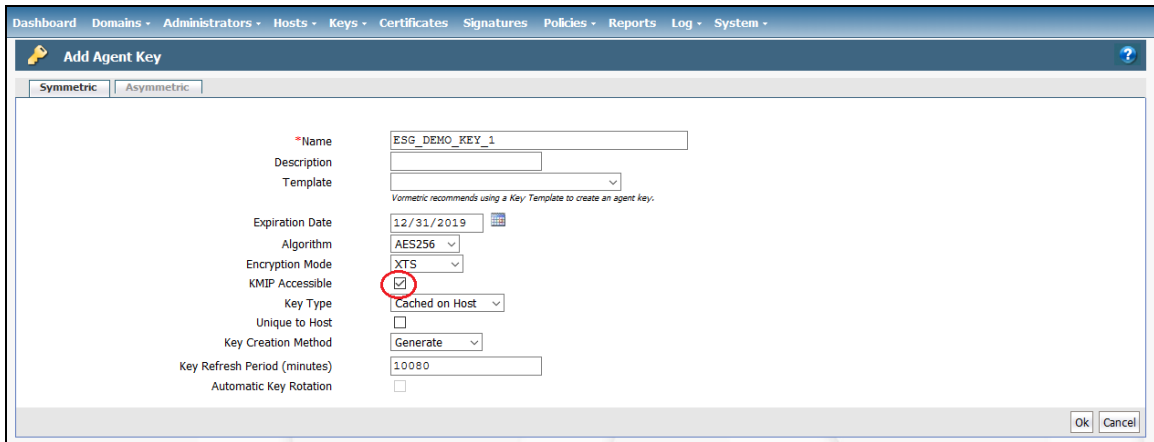 Dashboard Domains Administrators Hosts Keys Certificates Signatures Policies Reports Log System
Add Agent Key ?
Symmetric Asymmetric
*Name ESG_DEMO_KEY_1
Description
Template
Vormetric recommends using a Key Template to create an agent key.
Expiration Date 12/31/2019
Algorithm AES256
Encryption Mode XTS
KMIP Accessible
Key Type Cached on Host
Unique to Host
Key Creation Method Generate
Key Refresh Period (minutes) 10080
Automatic Key Rotation
Ok Cancel